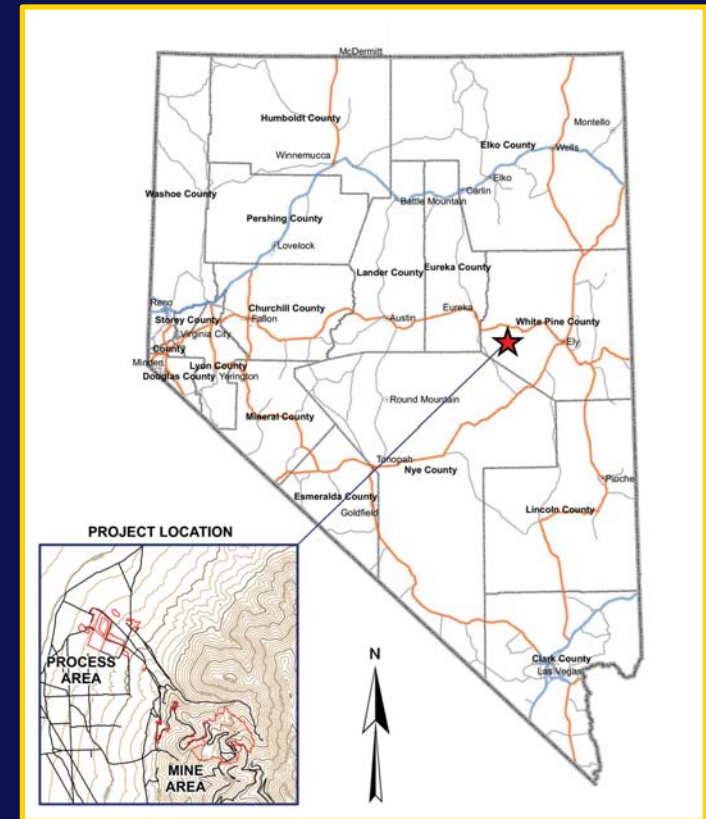 McDermitt
Humboldt County
Montello
Elko County
Winnemucca
Wells
Elko
Washoe County
Carlin
Battle Mountain
Pershing County
Lovelock
Lander County
Eureka County
Reno
Churchill County
Eureka
Storey County
Fallon
Austin
White Pine County
Virginia City
Ely
County
Minden
Lyon County
Douglas County
Yerington
Round Mountain
Mineral County
Tonopah
Nye County
Pioche
Esmeralda County
Lincoln County
Goldfield
PROJECT LOCATION
PROCESS
AREA
MINE
AREA
N
Clark County
Las Vegas